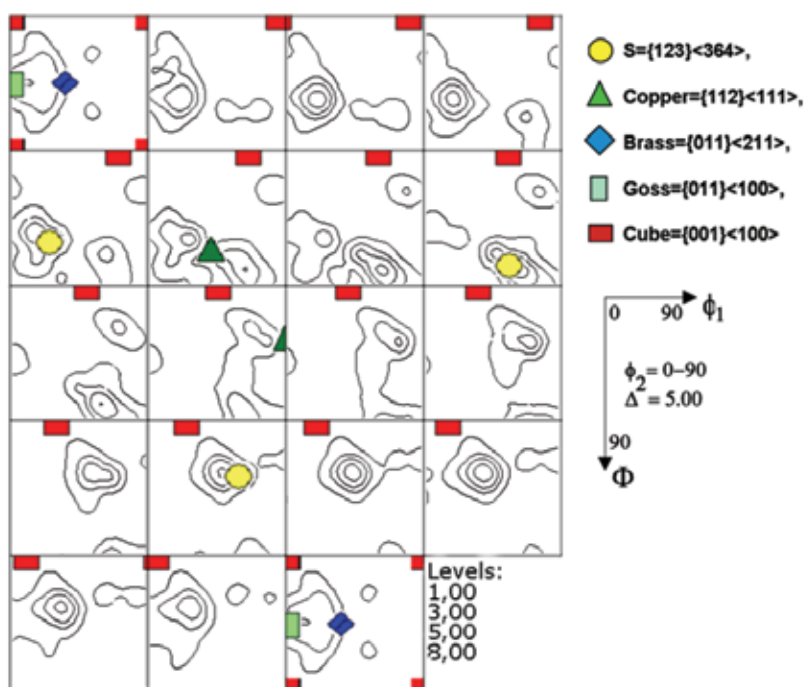 S={123}<364>,
Copper={112}<111>,
Brass={011}<211>,
Goss={011}<100>,
Cube={001}<100>
0 90 ϕ1
ϕ2 = 0–90
Δ = 5.00
90
Φ
Levels:
1,00
3,00
5,00
8,00